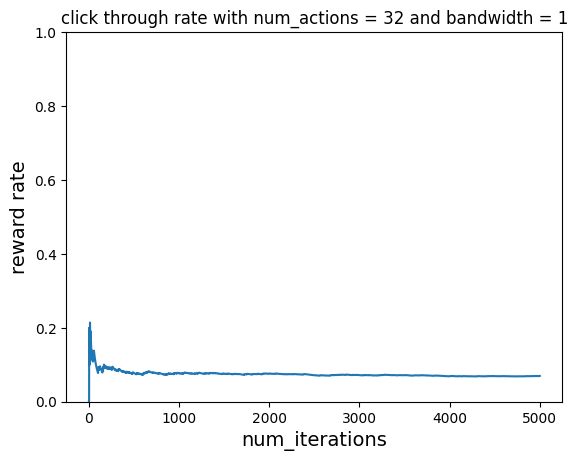 click through rate with num_actions = 32 and bandwidth = 1
1.0
0.8
0.6
0.4
0.2
0.0
reward rate
0 1000 2000 3000 4000 5000
num_iterations